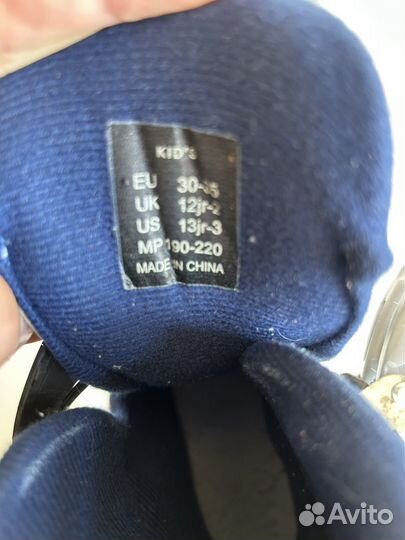 KID'S
EU 30-35
UK 12jr-2
US 13jr-3
MP 190-220
MADE IN CHINA
Avito